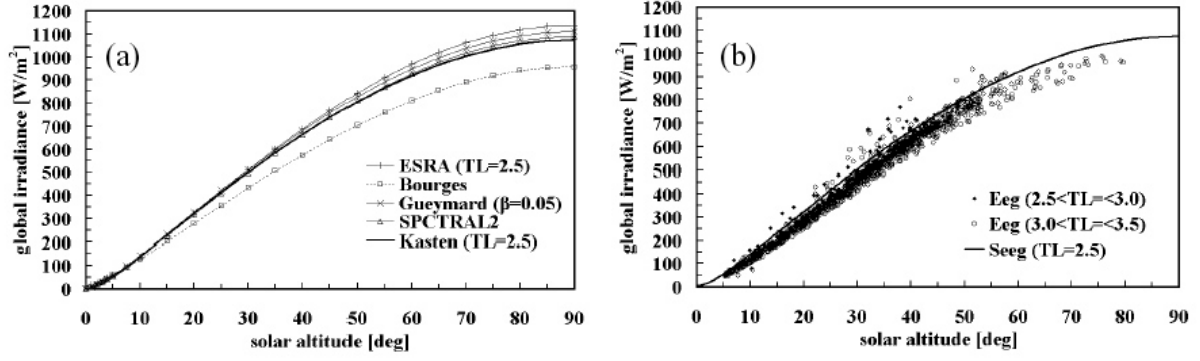 (a)
global irradiance [W/m²]
1200
1100
1000
900
800
700
600
500
400
300
200
100
0
0 10 20 30 40 50 60 70 80 90
solar altitude [deg]
ESRA (TL=2.5)
Bourges
Gueymard (β=0.05)
SPCTRAL2
Kasten (TL=2.5)
(b)
global irradiance [W/m²]
1200
1100
1000
900
800
700
600
500
400
300
200
100
0
0 10 20 30 40 50 60 70 80 90
solar altitude [deg]
Eeg (2.5<TL=<3.0)
Eeg (3.0<TL=<3.5)
Seeg (TL=2.5)